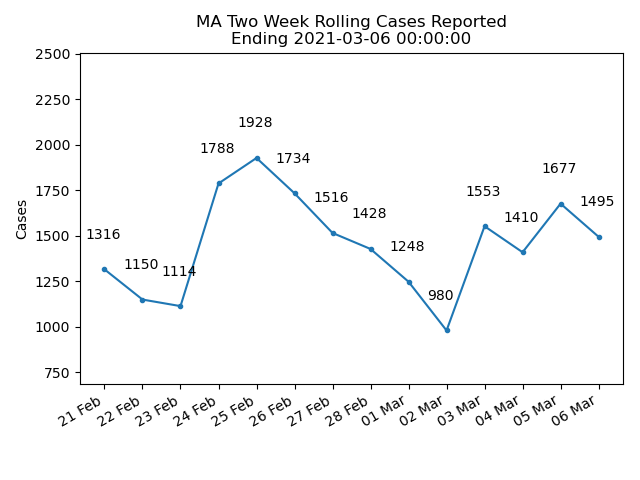 MA Two Week Rolling Cases Reported
Ending 2021-03-06 00:00:00
Cases
2500
2250
2000
1750
1500
1250
1000
750
1316
1150
1114
1788
1928
1734
1516
1428
1248
980
1553
1410
1677
1495
21 Feb
22 Feb
23 Feb
24 Feb
25 Feb
26 Feb
27 Feb
28 Feb
01 Mar
02 Mar
03 Mar
04 Mar
05 Mar
06 Mar